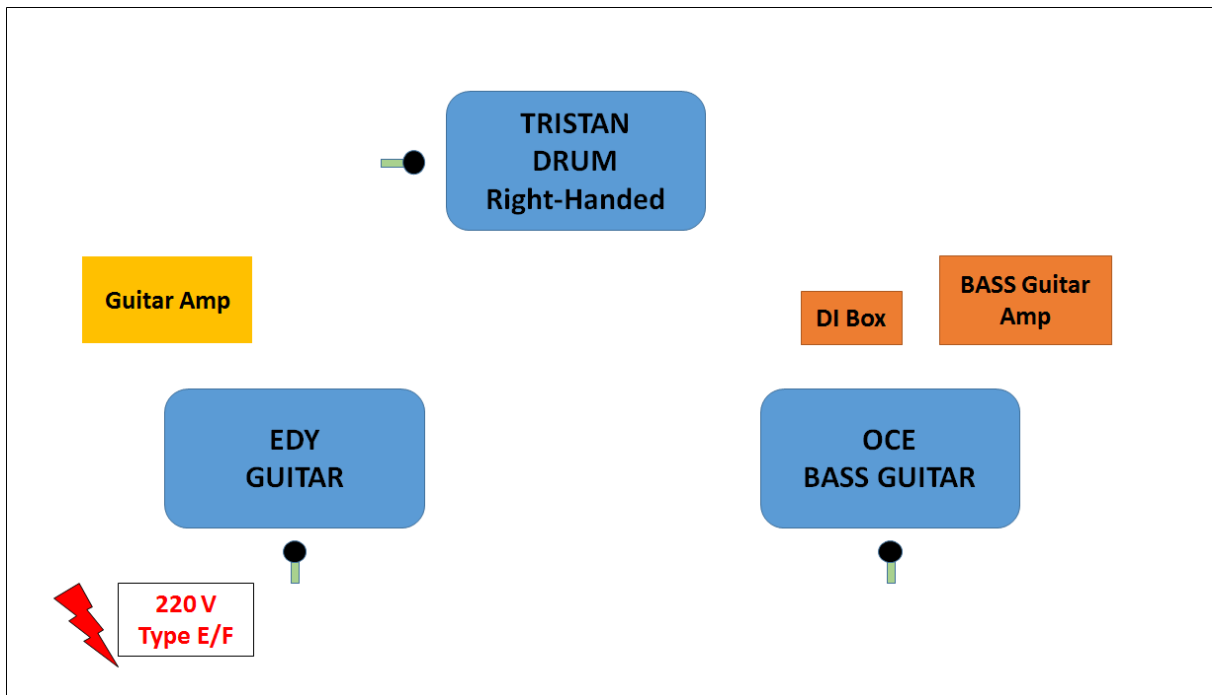 TRISTAN
DRUM
Right-Handed
Guitar Amp
DI Box
BASS Guitar
Amp
EDY
GUITAR
OCE
BASS GUITAR
220 V
Type E/F